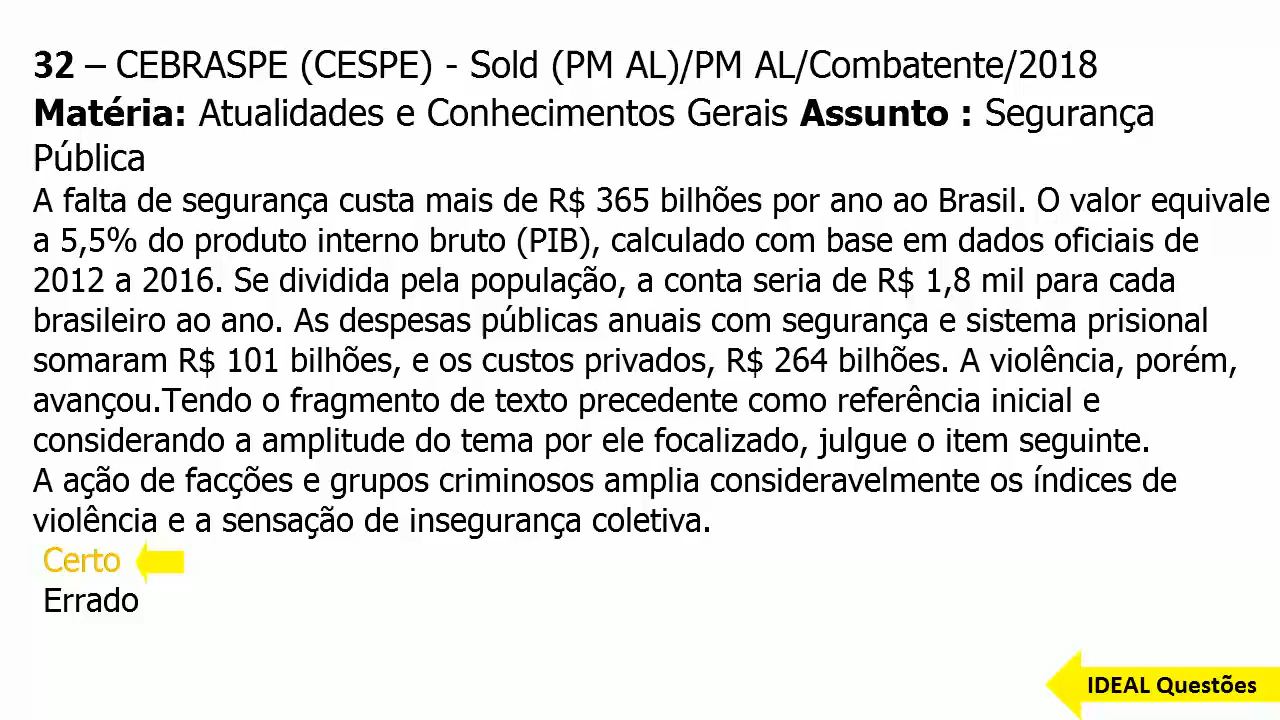 32 – CEBRASPE (CESPE) - Sold (PM AL)/PM AL/Combatente/2018
Matéria: Atualidades e Conhecimentos Gerais Assunto : Segurança
Pública
A falta de segurança custa mais de R$ 365 bilhões por ano ao Brasil. O valor equivale
a 5,5% do produto interno bruto (PIB), calculado com base em dados oficiais de
2012 a 2016. Se dividida pela população, a conta seria de R$ 1,8 mil para cada
brasileiro ao ano. As despesas públicas anuais com segurança e sistema prisional
somaram R$ 101 bilhões, e os custos privados, R$ 264 bilhões. A violência, porém,
avançou.Tendo o fragmento de texto precedente como referência inicial e
considerando a amplitude do tema por ele focalizado, julgue o item seguinte.
A ação de facções e grupos criminosos amplia consideravelmente os índices de
violência e a sensação de insegurança coletiva.
Certo
Errado
IDEAL Questões